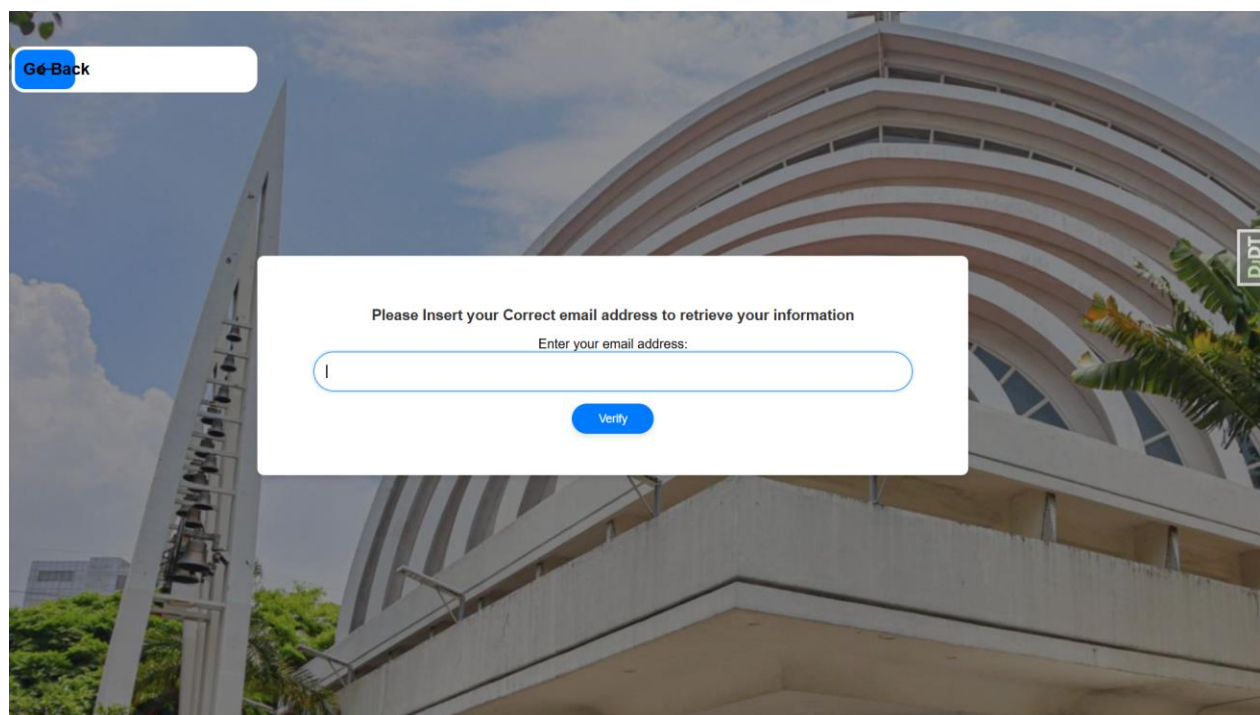 Go Back
Please Insert your Correct email address to retrieve your information
Enter your email address:
Verify